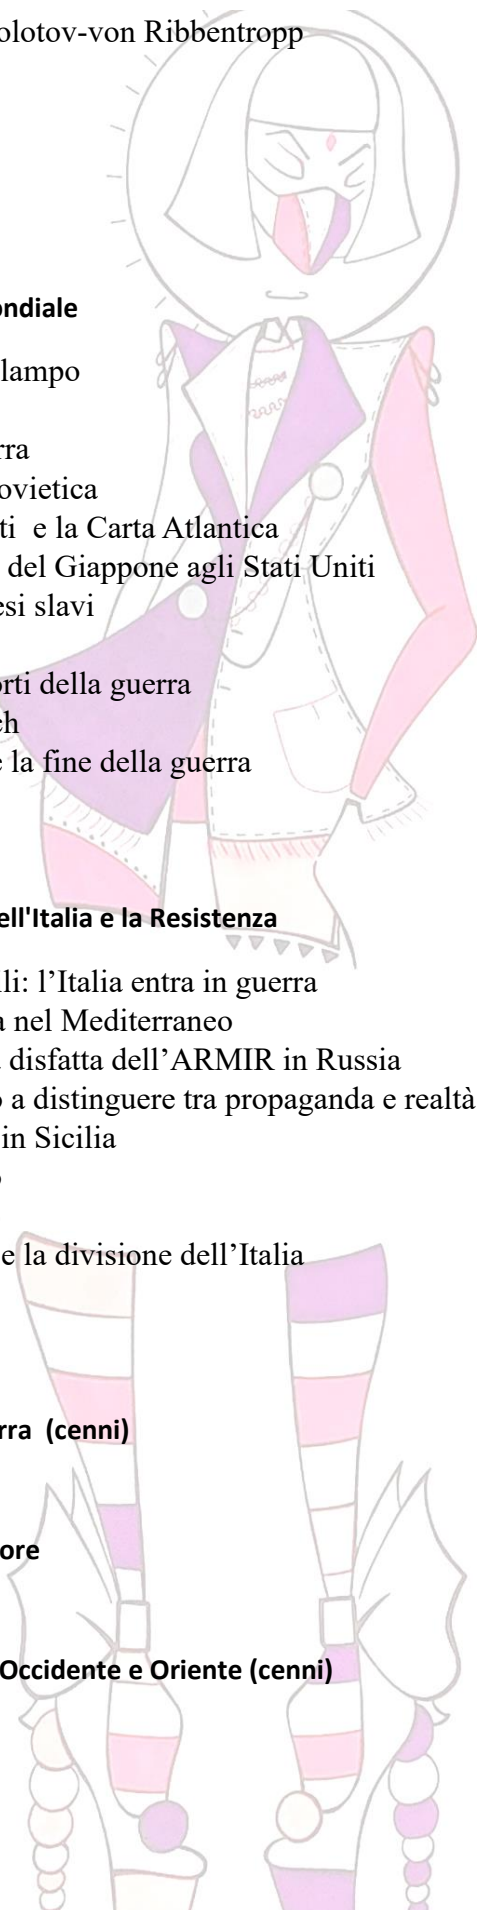 olotov-von Ribbentropp
ondiale
lampo
rra
ovietica
ti e la Carta Atlantica
del Giappone agli Stati Uniti
esi slavi
orti della guerra
ch
e la fine della guerra
ell'Italia e la Resistenza
li: l’Italia entra in guerra
a nel Mediterraneo
disfatta dell’ARMIR in Russia
o a distinguere tra propaganda e realtà
in Sicilia
e la divisione dell’Italia
rra (cenni)
ore
Occidente e Oriente (cenni)